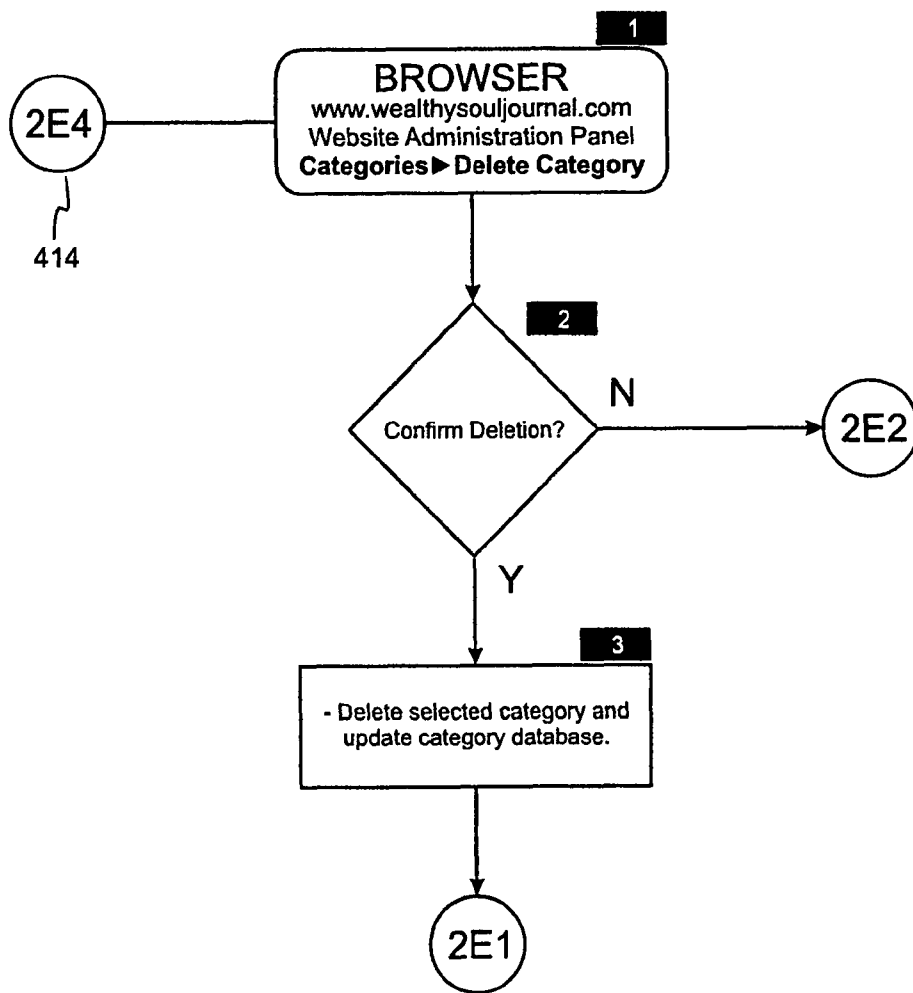 1
BROWSER
www.wealthysouljournal.com
Website Administration Panel
Categories▶Delete Category
2E4
414
2
Confirm Deletion?
N
2E2
Y
3
- Delete selected category and
update category database.
2E1